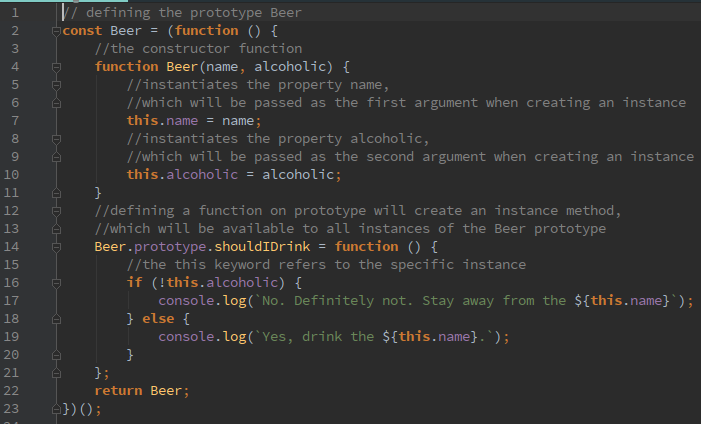 1 // defining the prototype Beer
2 const Beer = (function () {
3     //the constructor function
4     function Beer(name, alcoholic) {
5         //instantiates the property name,
6         //which will be passed as the first argument when creating an instance
7         this.name = name;
8         //instantiates the property alcoholic,
9         //which will be passed as the second argument when creating an instance
10         this.alcoholic = alcoholic;
11     }
12     //defining a function on prototype will create an instance method,
13     //which will be available to all instances of the Beer prototype
14     Beer.prototype.shouldIDrink = function () {
15         //the this keyword refers to the specific instance
16         if (!this.alcoholic) {
17             console.log(`No. Definitely not. Stay away from the ${this.name}`);
18         } else {
19             console.log(`Yes, drink the ${this.name}.`);
20         }
21     };
22     return Beer;
23 })();